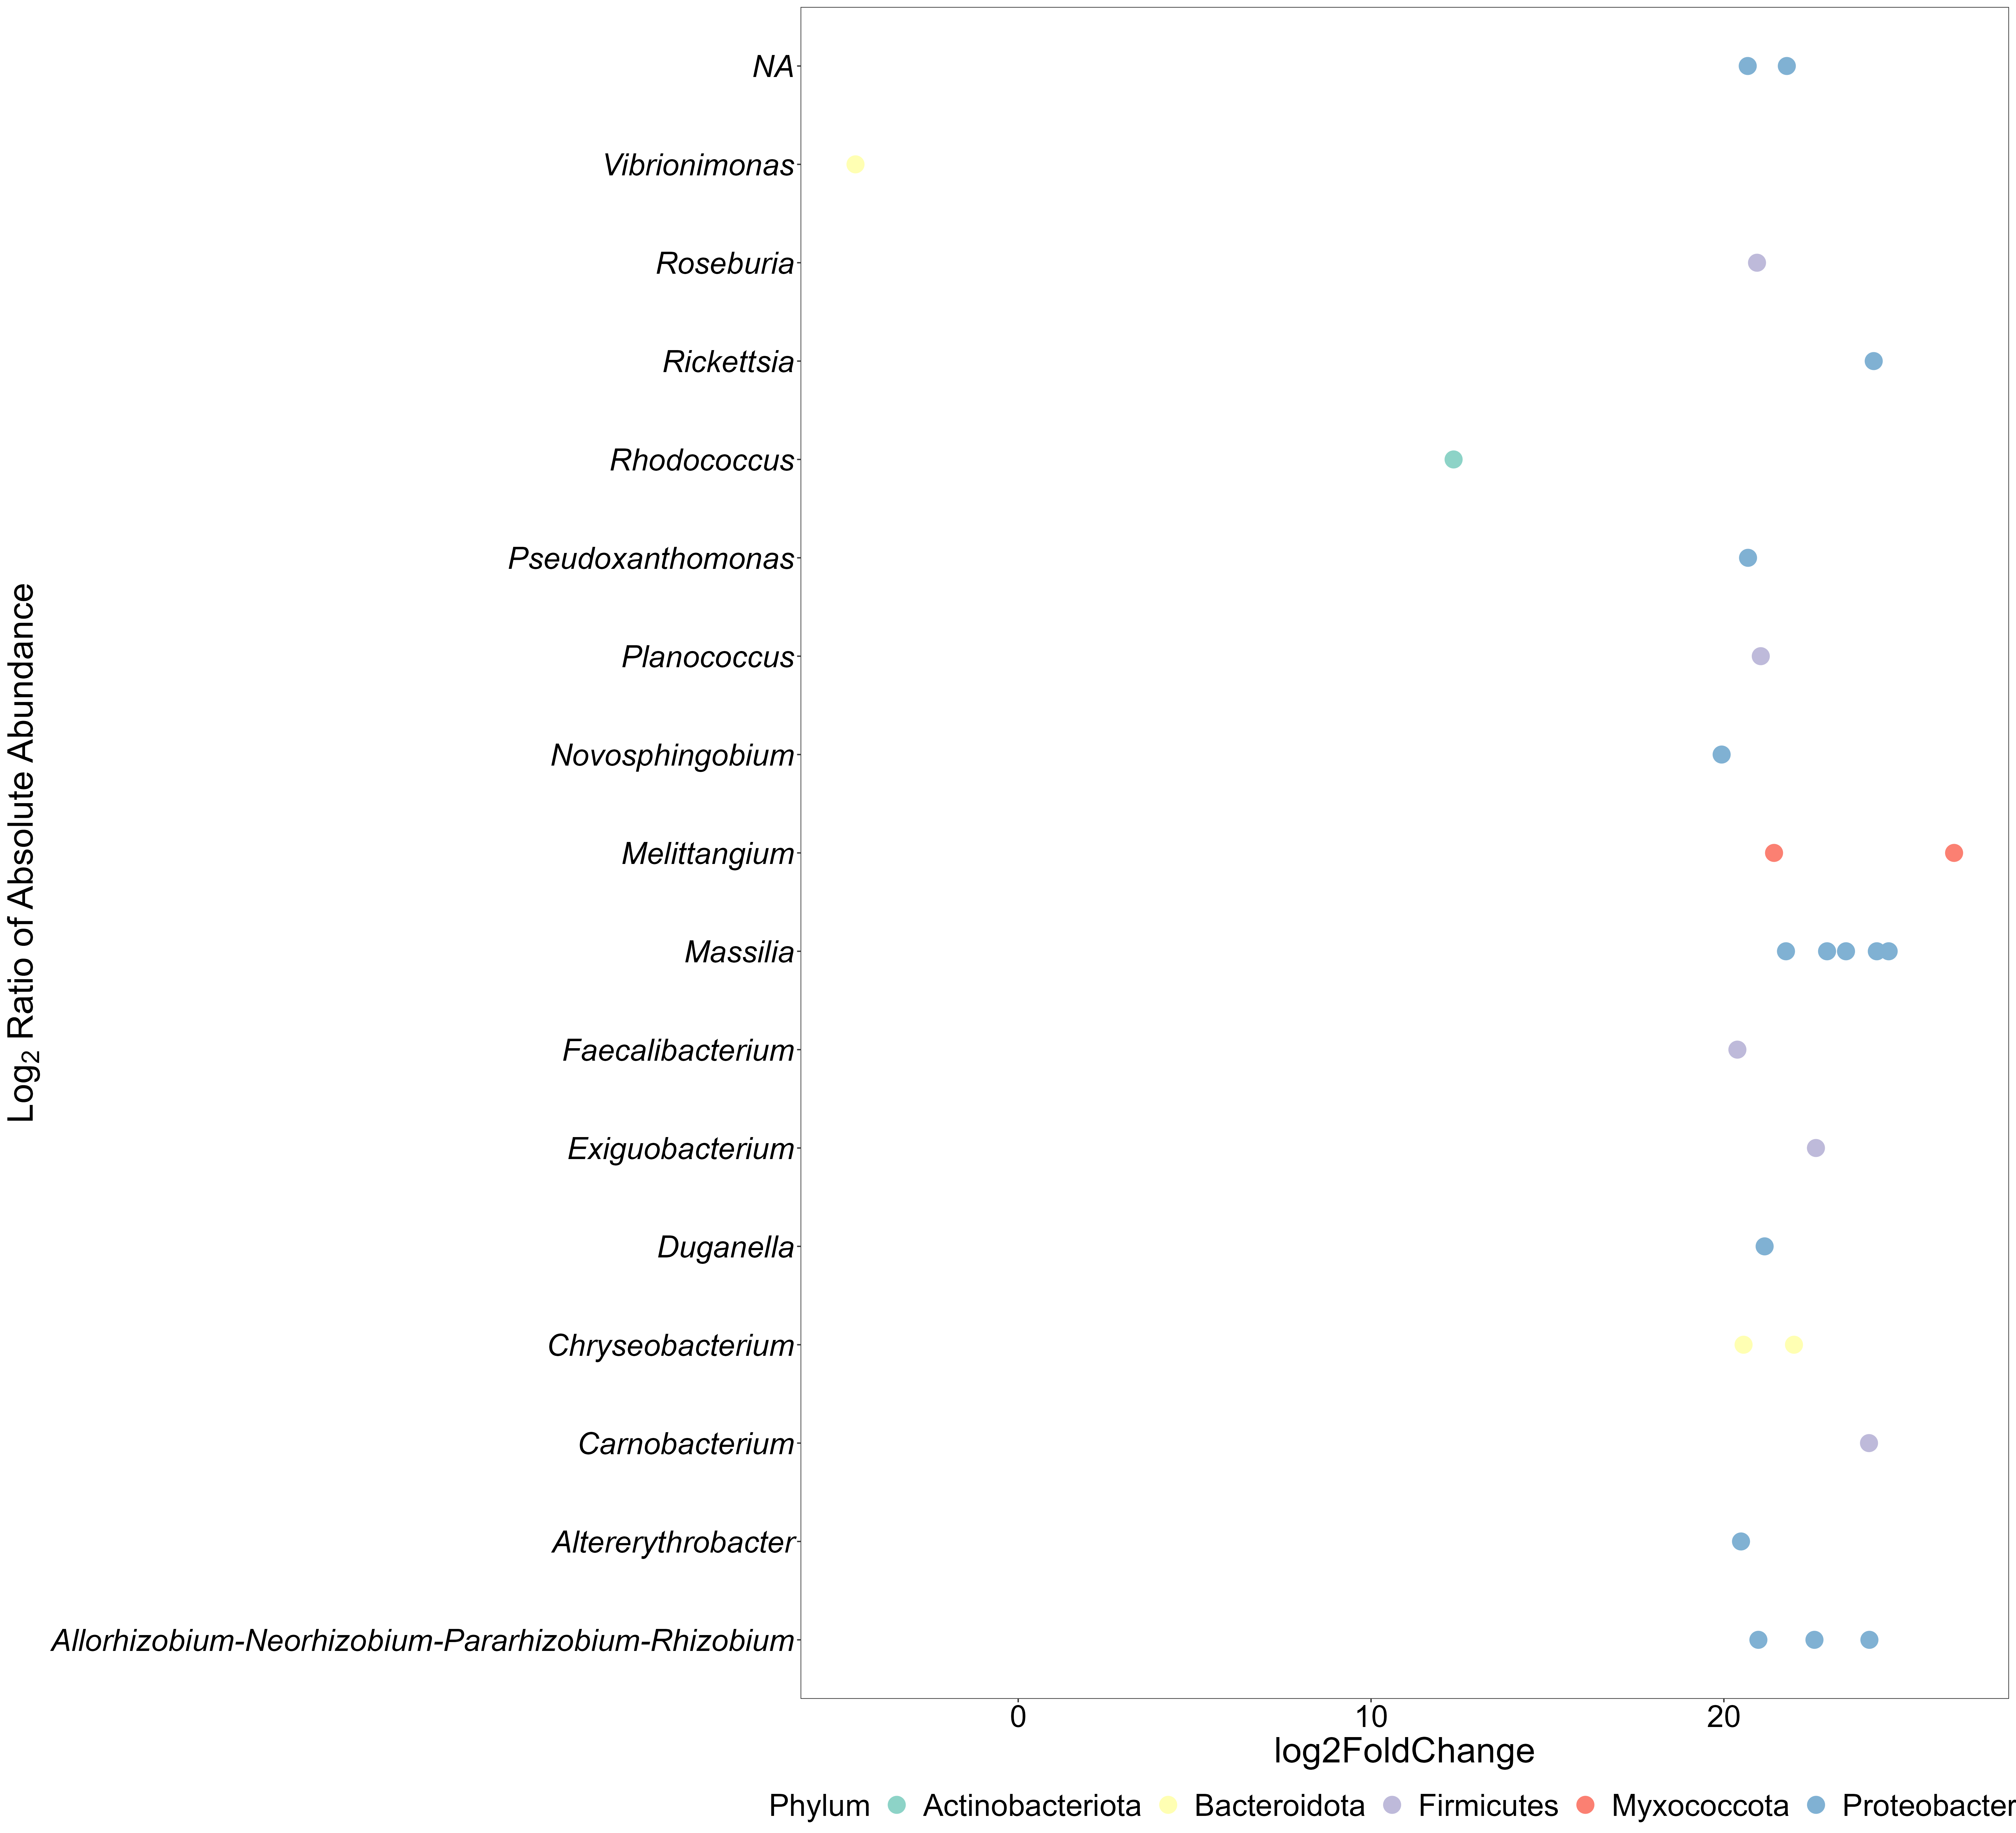 NA
Vibrionimonas
Roseburia
Rickettsia
Rhodococcus
Pseudoxanthomonas
Planococcus
Novosphingobium
Melittangium
Massilia
Faecalibacterium
Exiguobacterium
Duganella
Chryseobacterium
Carnobacterium
Altererythrobacter
Allorhizobium-Neorhizobium-Pararhizobium-Rhizobium
Log₂ Ratio of Absolute Abundance
0 10 20
log2FoldChange
Phylum Actinobacteriota Bacteroidota Firmicutes Myxococcota Proteobacter